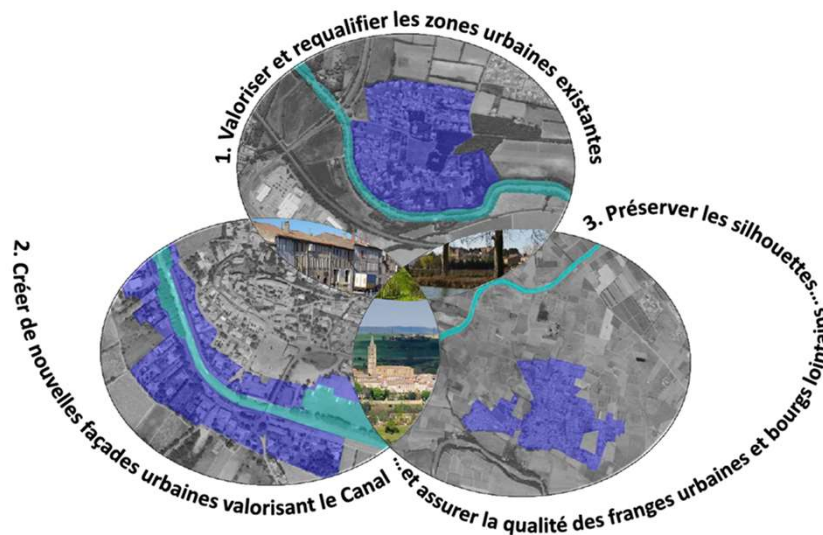 1. Valoriser et requalifier les zones urbaines existantes
2. Créer de nouvelles façades urbaines valorisant le Canal
3. Préserver les silhouettes...
...et assurer la qualité des franges urbaines et bourgs lointains